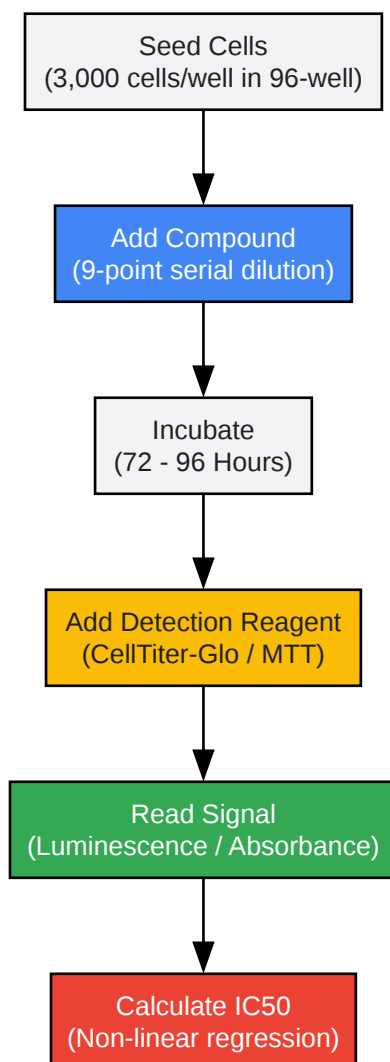 Seed Cells
(3,000 cells/well in 96-well)
Add Compound
(9-point serial dilution)
Incubate
(72 - 96 Hours)
Add Detection Reagent
(CellTiter-Glo / MTT)
Read Signal
(Luminescence / Absorbance)
Calculate IC50
(Non-linear regression)